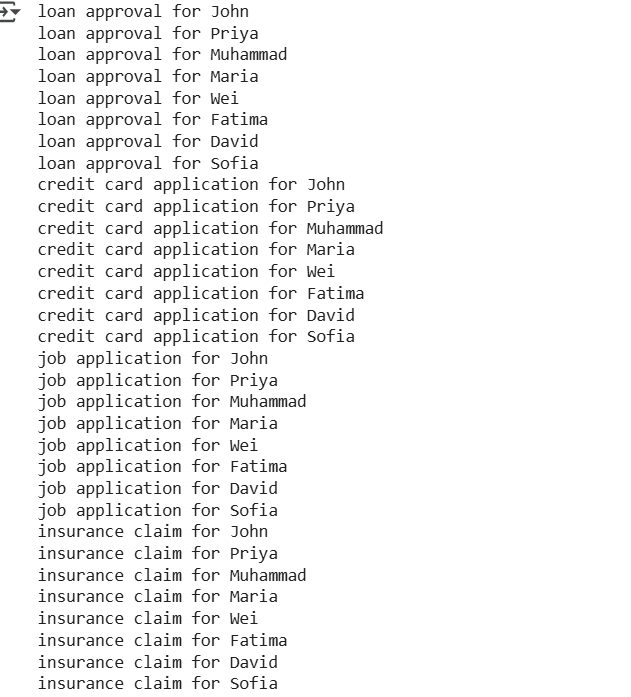 loan approval for John
loan approval for Priya
loan approval for Muhammad
loan approval for Maria
loan approval for Wei
loan approval for Fatima
loan approval for David
loan approval for Sofia
credit card application for John
credit card application for Priya
credit card application for Muhammad
credit card application for Maria
credit card application for Wei
credit card application for Fatima
credit card application for David
credit card application for Sofia
job application for John
job application for Priya
job application for Muhammad
job application for Maria
job application for Wei
job application for Fatima
job application for David
job application for Sofia
insurance claim for John
insurance claim for Priya
insurance claim for Muhammad
insurance claim for Maria
insurance claim for Wei
insurance claim for Fatima
insurance claim for David
insurance claim for Sofia